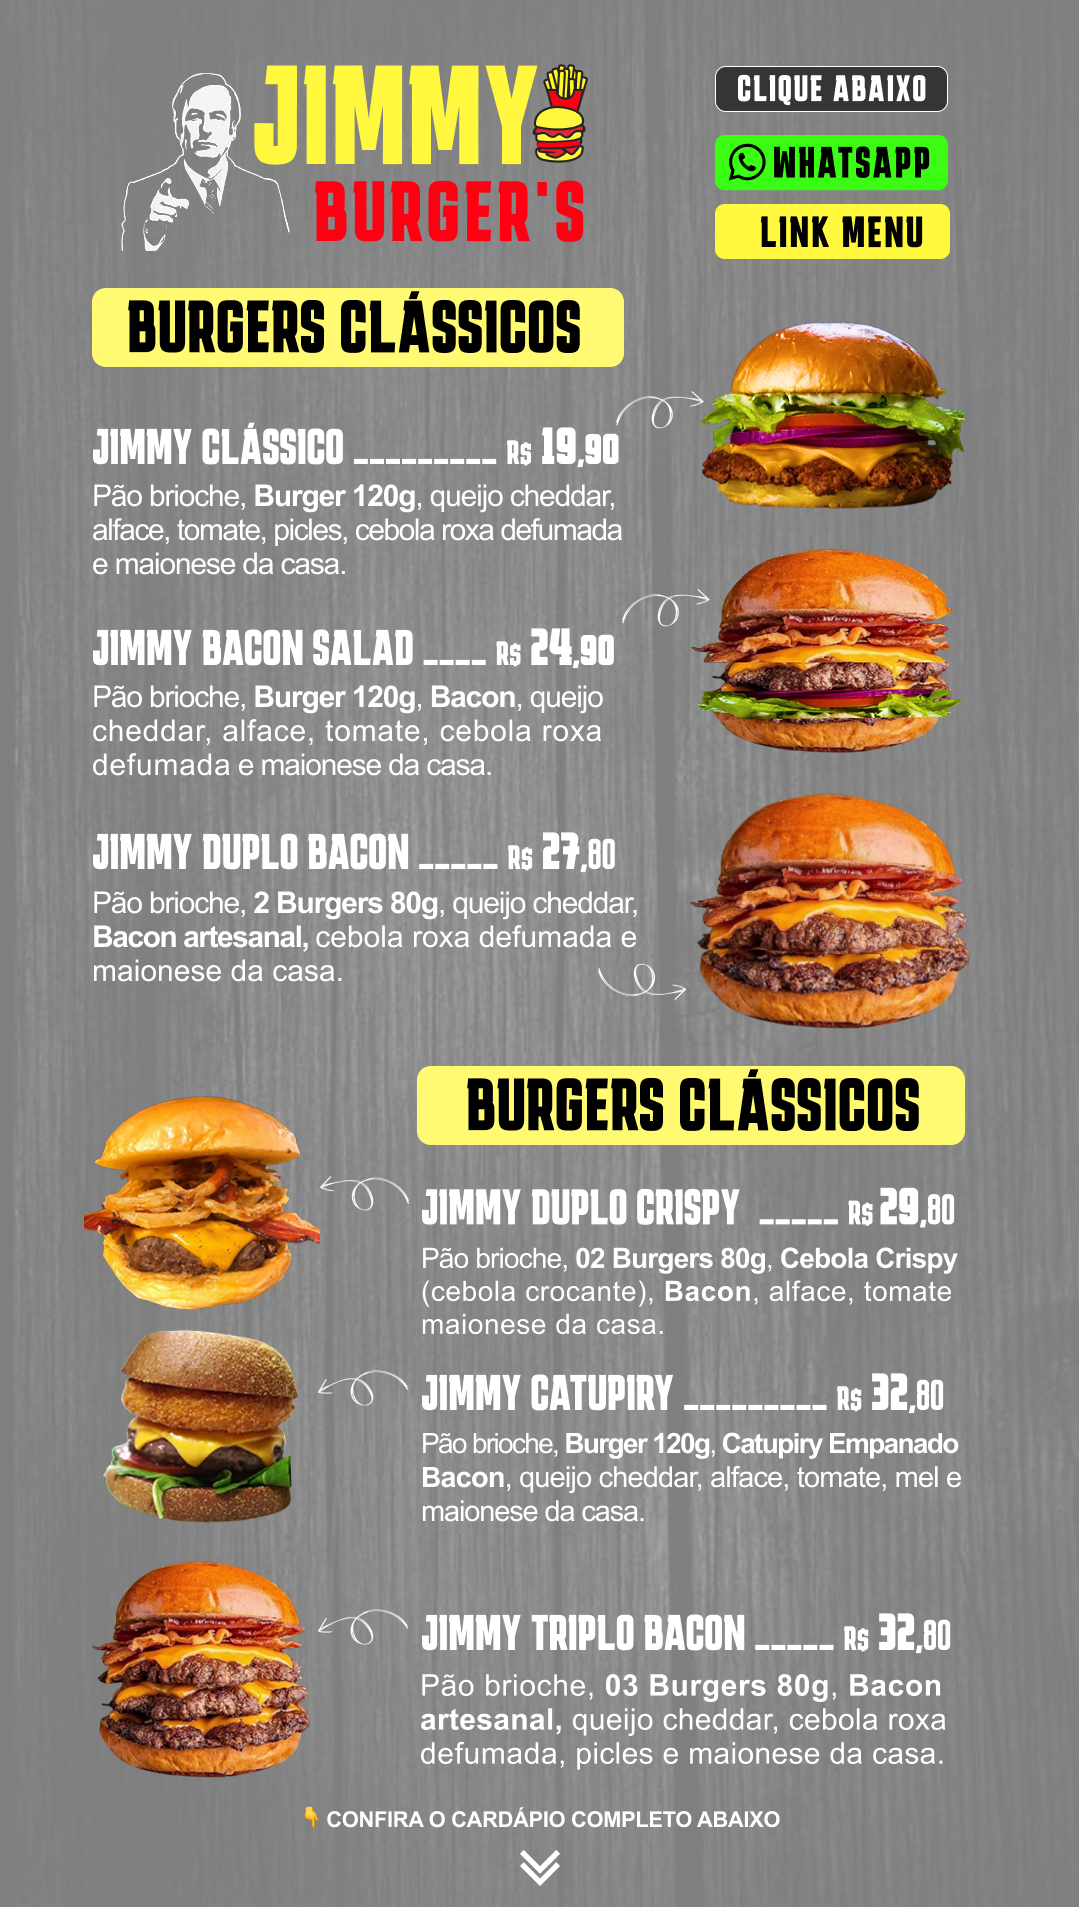 JIMMY
BURGER'S
CLIQUE ABAIXO
WHATSAPP
LINK MENU
BURGERS CLÁSSICOS
JIMMY CLÁSSICO _________ R$ 19,90
Pão brioche, Burger 120g, queijo cheddar,
alface, tomate, picles, cebola roxa defumada
e maionese da casa.
JIMMY BACON SALAD ____ R$ 24,90
Pão brioche, Burger 120g, Bacon, queijo
cheddar, alface, tomate, cebola roxa
defumada e maionese da casa.
JIMMY DUPLO BACON _____ R$ 27,80
Pão brioche, 2 Burgers 80g, queijo cheddar,
Bacon artesanal, cebola roxa defumada e
maionese da casa.
BURGERS CLÁSSICOS
JIMMY DUPLO CRISPY _____ R$ 29,80
Pão brioche, 02 Burgers 80g, Cebola Crispy
(cebola crocante), Bacon, alface, tomate
maionese da casa.
JIMMY CATUPIRY _________ R$ 32,80
Pão brioche, Burger 120g, Catupiry Empanado
Bacon, queijo cheddar, alface, tomate, mel e
maionese da casa.
JIMMY TRIPLO BACON _____ R$ 32,80
Pão brioche, 03 Burgers 80g, Bacon
artesanal, queijo cheddar, cebola roxa
defumada, picles e maionese da casa.
👇 CONFIRA O CARDÁPIO COMPLETO ABAIXO